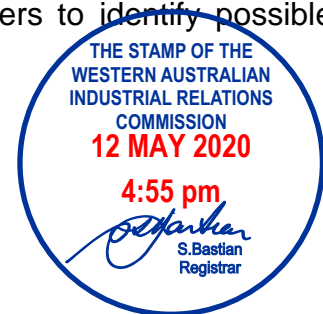 ers to identify possible
THE STAMP OF THE
WESTERN AUSTRALIAN
INDUSTRIAL RELATIONS
COMMISSION
12 MAY 2020
4:55 pm
S.Bastian
Registrar